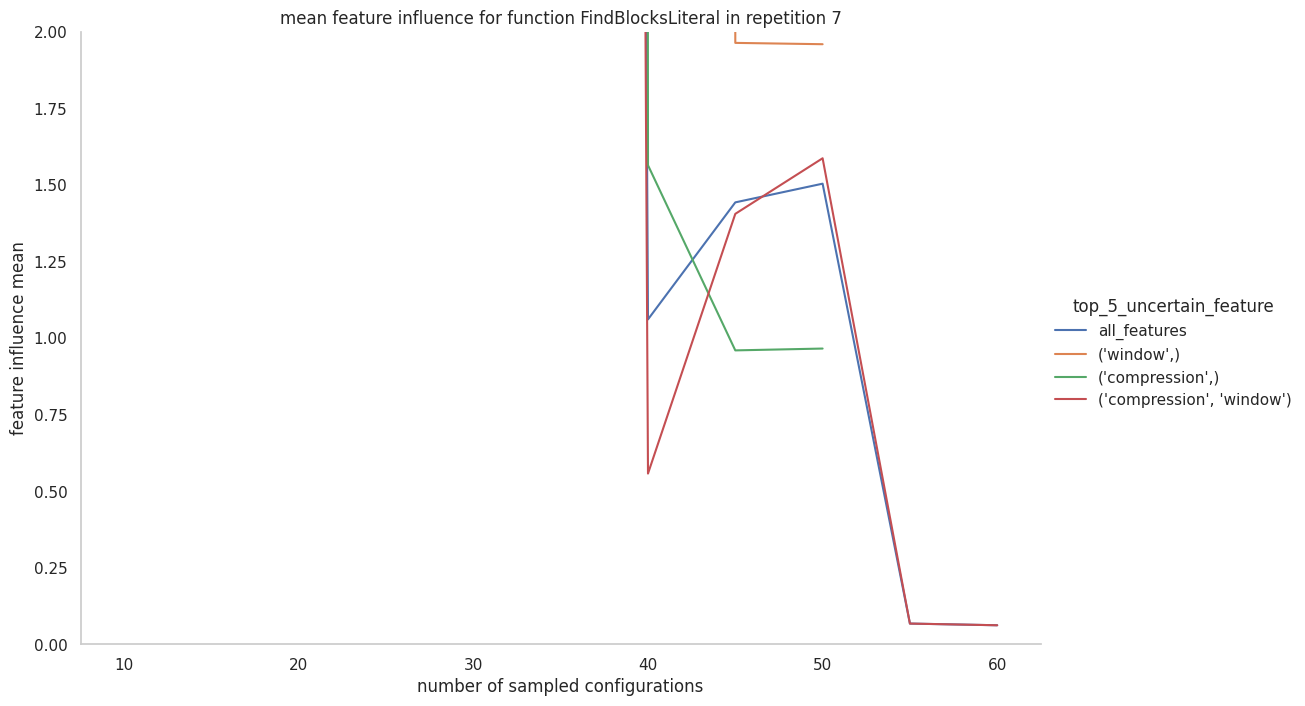 mean feature influence for function FindBlocksLiteral in repetition 7
feature influence mean
2.00
1.75
1.50
1.25
1.00
0.75
0.50
0.25
0.00
10 20 30 40 50 60
number of sampled configurations
top_5_uncertain_feature
all_features
('window',)
('compression',)
('compression', 'window')